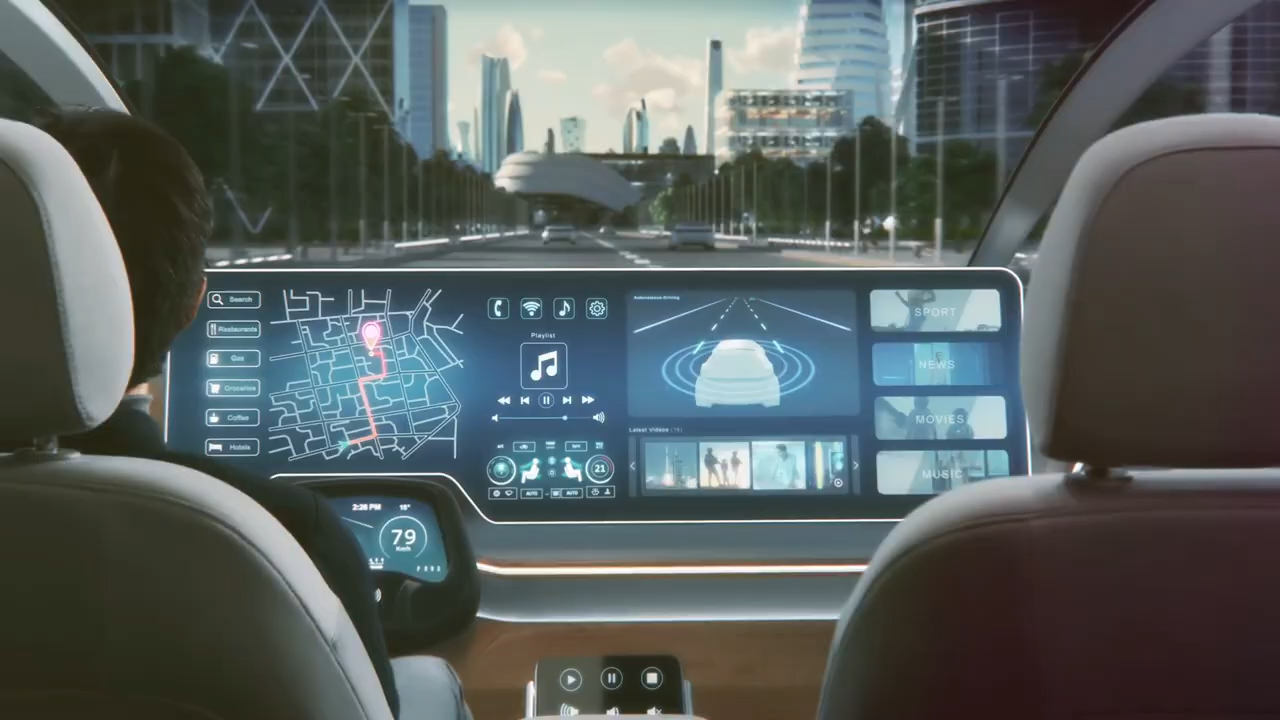 Search
Restaurants
Gas
Groceries
Coffee
Hotels
Playlist
21
AUTO
AUTO
Autonomous Driving
Latest Videos (15)
SPORT
NEWS
MOVIES
MUSIC
2:26 PM
18°
79
Km/h